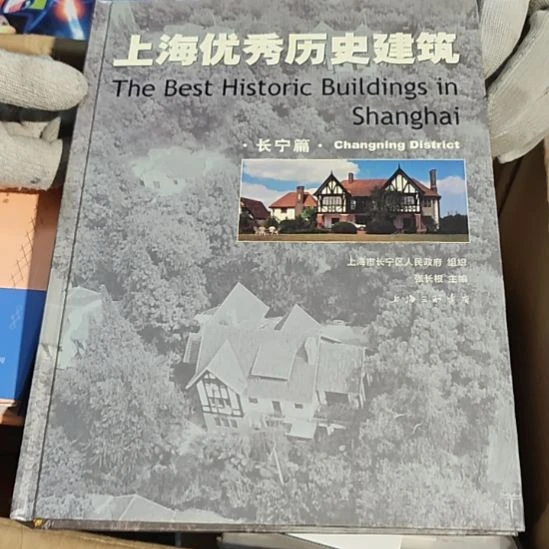 上海优秀历史建筑
The Best Historic Buildings in
Shanghai
·长宁篇· Changning District
上海市长宁区人民政府 组织
张长根 主编
上海三联书店